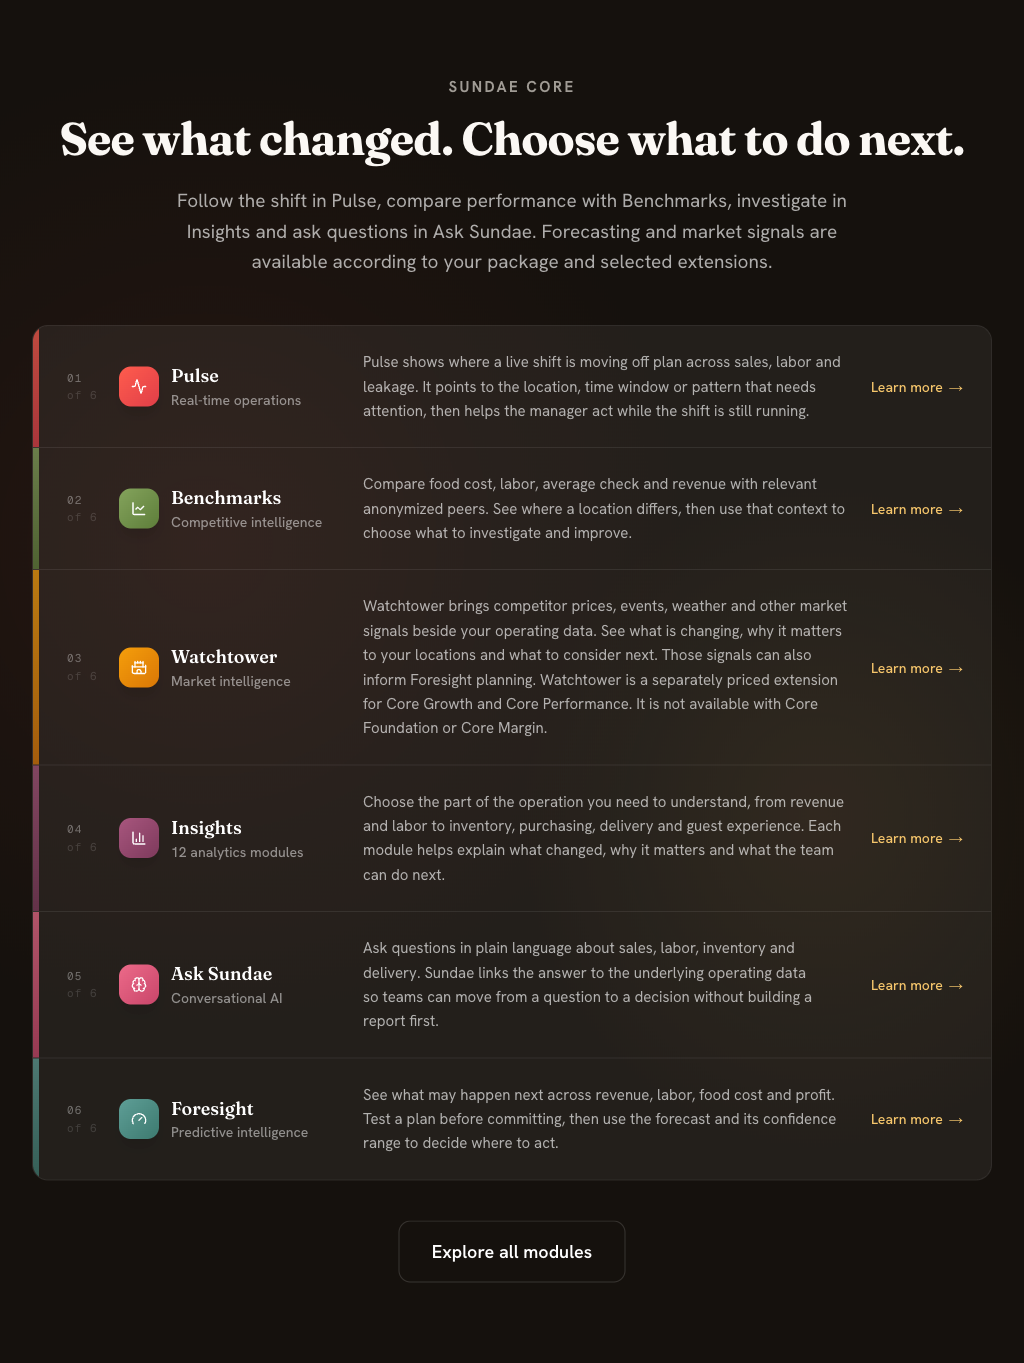 SUNDAE CORE
See what changed. Choose what to do next.
Follow the shift in Pulse, compare performance with Benchmarks, investigate in
Insights and ask questions in Ask Sundae. Forecasting and market signals are
available according to your package and selected extensions.
01
of 6
Pulse
Real-time operations
Pulse shows where a live shift is moving off plan across sales, labor and
leakage. It points to the location, time window or pattern that needs
attention, then helps the manager act while the shift is still running.
Learn more →
02
of 6
Benchmarks
Competitive intelligence
Compare food cost, labor, average check and revenue with relevant
anonymized peers. See where a location differs, then use that context to
choose what to investigate and improve.
Learn more →
03
of 6
Watchtower
Market intelligence
Watchtower brings competitor prices, events, weather and other market
signals beside your operating data. See what is changing, why it matters
to your locations and what to consider next. Those signals can also
inform Foresight planning. Watchtower is a separately priced extension
for Core Growth and Core Performance. It is not available with Core
Foundation or Core Margin.
Learn more →
04
of 6
Insights
12 analytics modules
Choose the part of the operation you need to understand, from revenue
and labor to inventory, purchasing, delivery and guest experience. Each
module helps explain what changed, why it matters and what the team
can do next.
Learn more →
05
of 6
Ask Sundae
Conversational AI
Ask questions in plain language about sales, labor, inventory and
delivery. Sundae links the answer to the underlying operating data
so teams can move from a question to a decision without building a
report first.
Learn more →
06
of 6
Foresight
Predictive intelligence
See what may happen next across revenue, labor, food cost and profit.
Test a plan before committing, then use the forecast and its confidence
range to decide where to act.
Learn more →
Explore all modules